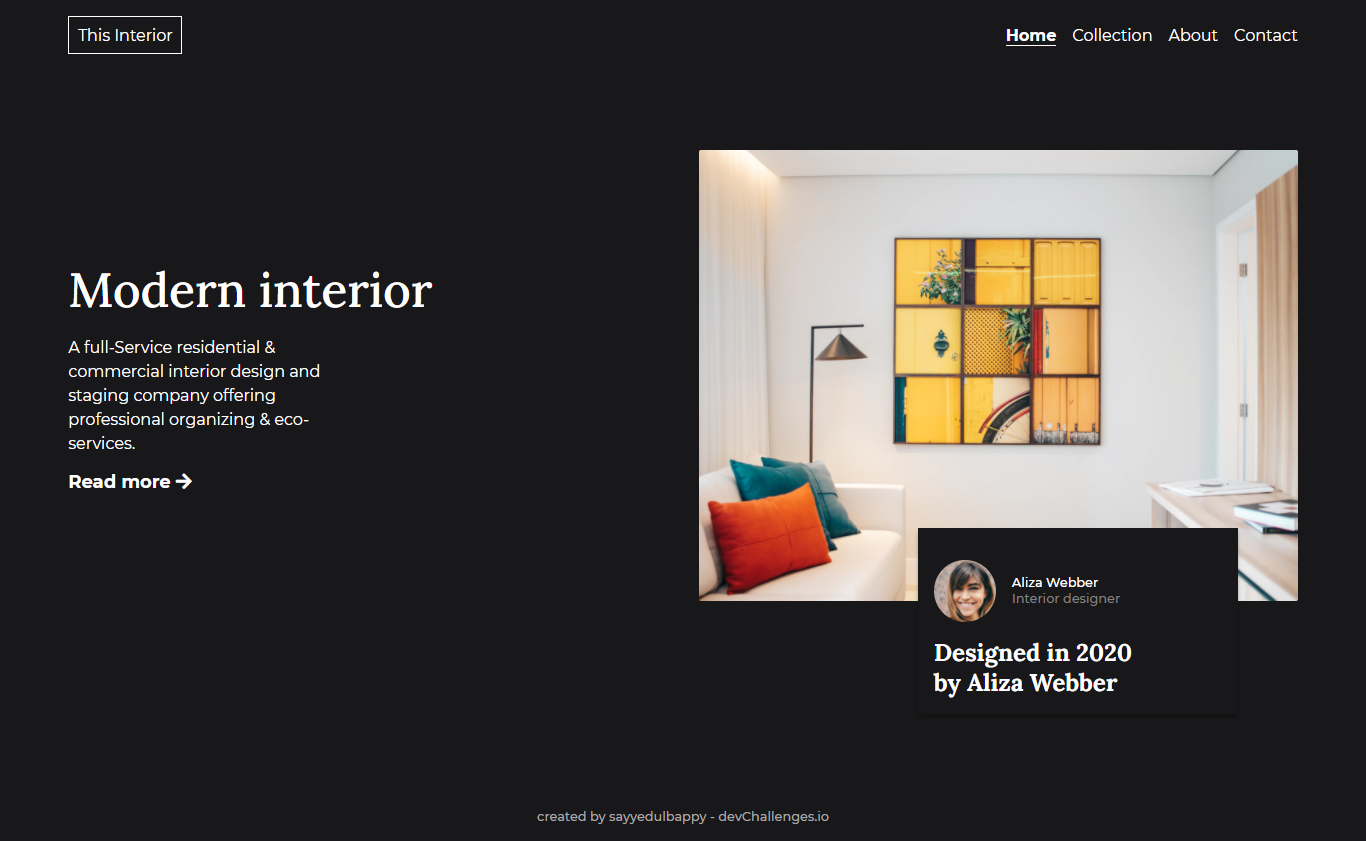 This Interior
Home Collection About Contact
Modern interior
A full-Service residential &
commercial interior design and
staging company offering
professional organizing & eco-
services.
Read more →
Aliza Webber
Interior designer
Designed in 2020
by Aliza Webber
created by sayyedulbappy - devChallenges.io